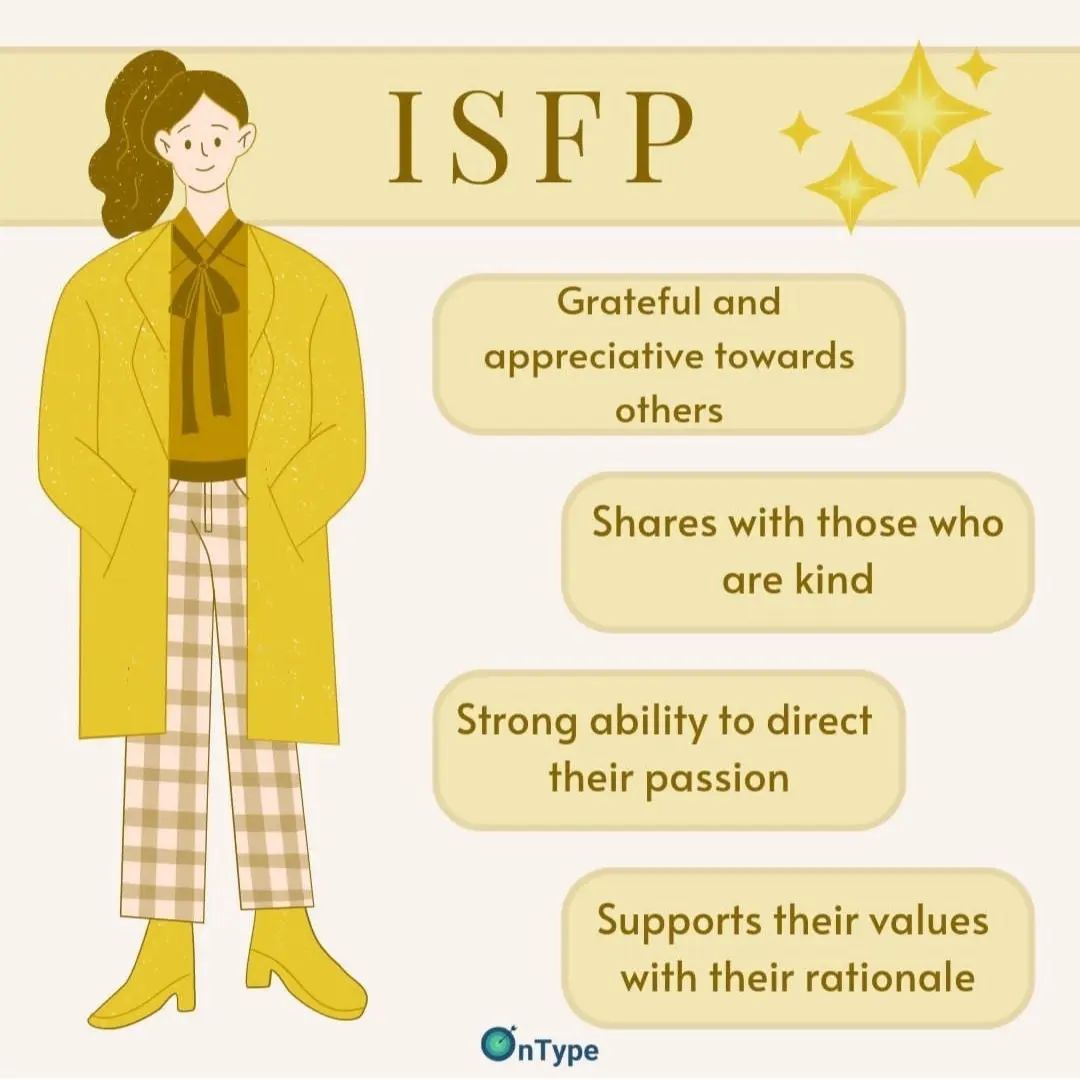 ISFP
Grateful and
appreciative towards
others
Shares with those who
are kind
Strong ability to direct
their passion
Supports their values
with their rationale
OnType